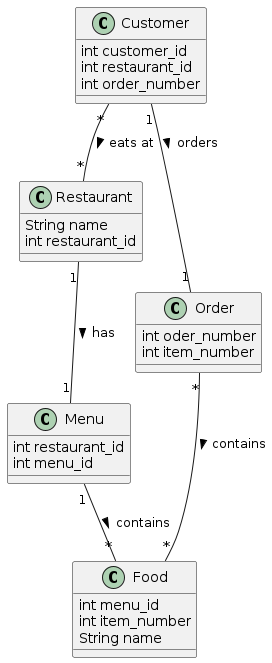 C Customer
int customer_id
int restaurant_id
int order_number
* 1
eats at orders
*
C Restaurant
String name
int restaurant_id
1 1
C Order
int oder_number
int item_number
has
1 *
C Menu
int restaurant_id
int menu_id
contains
1
contains
* *
C Food
int menu_id
int item_number
String name